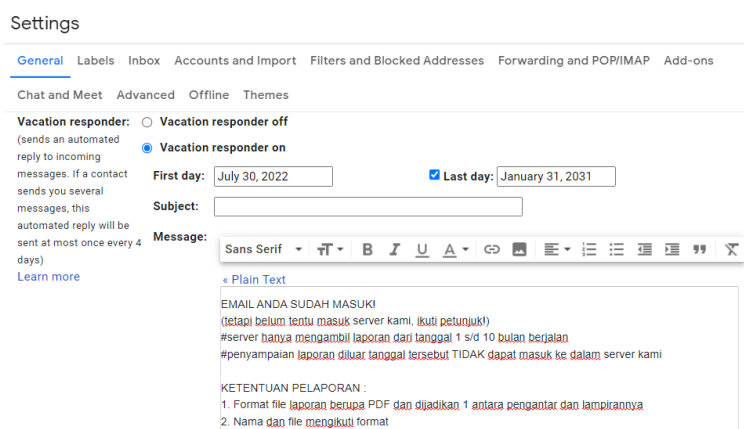 Settings
General Labels Inbox Accounts and Import Filters and Blocked Addresses Forwarding and POP/IMAP Add-ons
Chat and Meet Advanced Offline Themes
Vacation responder:
(sends an automated
reply to incoming
messages. If a contact
sends you several
messages, this
automated reply will be
sent at most once every 4
days)
Learn more
Vacation responder off
Vacation responder on
First day: July 30, 2022 Last day: January 31, 2031
Subject:
Message:
Sans Serif
« Plain Text
EMAIL ANDA SUDAH MASUK!
(tetapi belum tentu masuk server kami, ikuti petunjuk!)
#server hanya mengambil laporan dari tanggal 1 s/d 10 bulan berjalan
#penyampaian laporan diluar tanggal tersebut TIDAK dapat masuk ke dalam server kami
KETENTUAN PELAPORAN :
1. Format file laporan berupa PDF dan dijadikan 1 antara pengantar dan lampirannya
2. Nama dan file mengikuti format